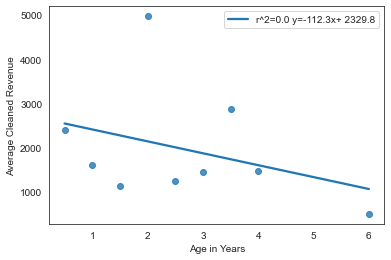 r^2=0.0 y=-112.3x+ 2329.8
5000
4000
3000
2000
1000
Average Cleaned Revenue
1 2 3 4 5 6
Age in Years